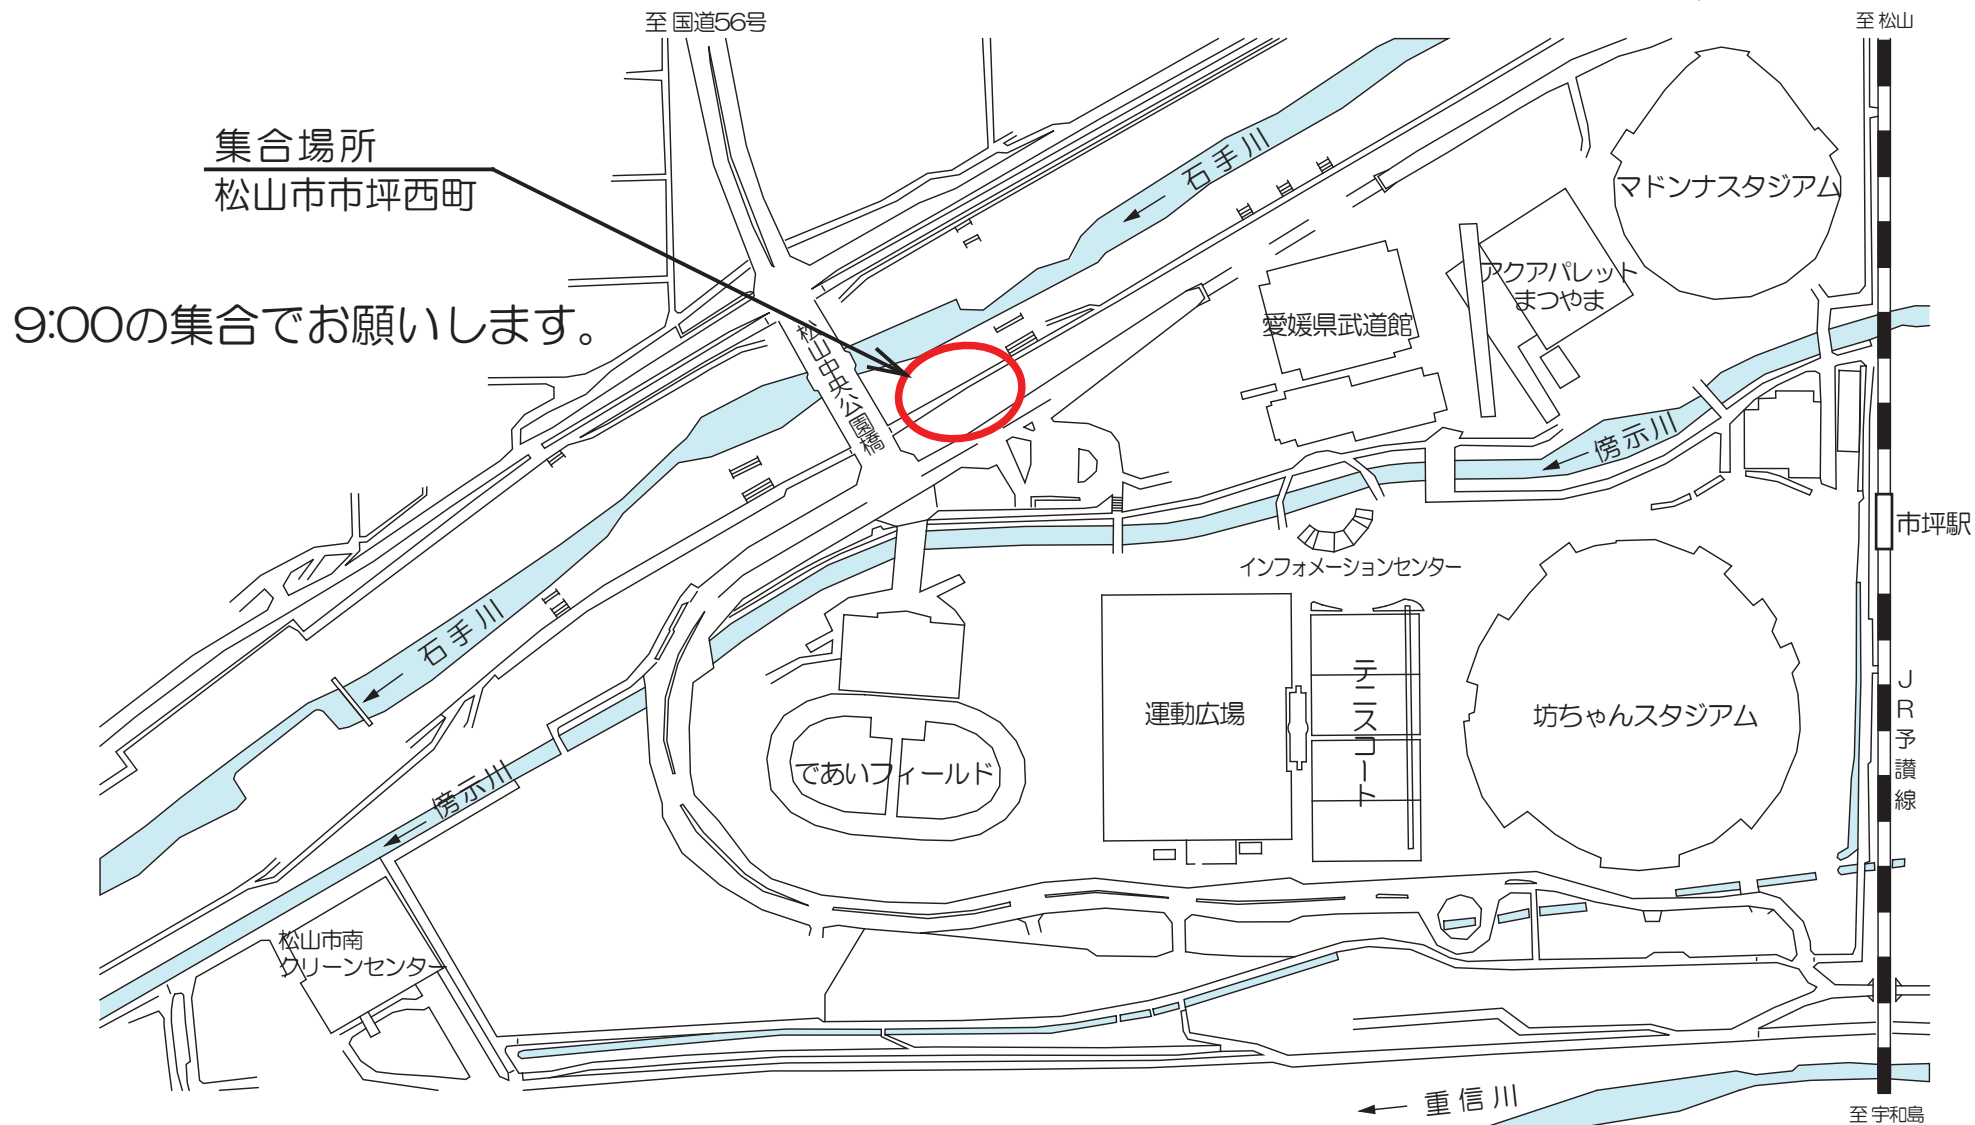 至 国道56号
至 松山
集合場所
松山市市坪西町
石手川
マドンナスタジアム
アクアパレット
まつやま
9:00の集合でお願いします。
愛媛県武道館
松山中央公園橋
傍示川
市坪駅
インフォメーションセンター
石手川
JR予讃線
テニスコート
運動広場
坊ちゃんスタジアム
であいフィールド
傍示川
松山市南
クリーンセンター
重信川
至 宇和島